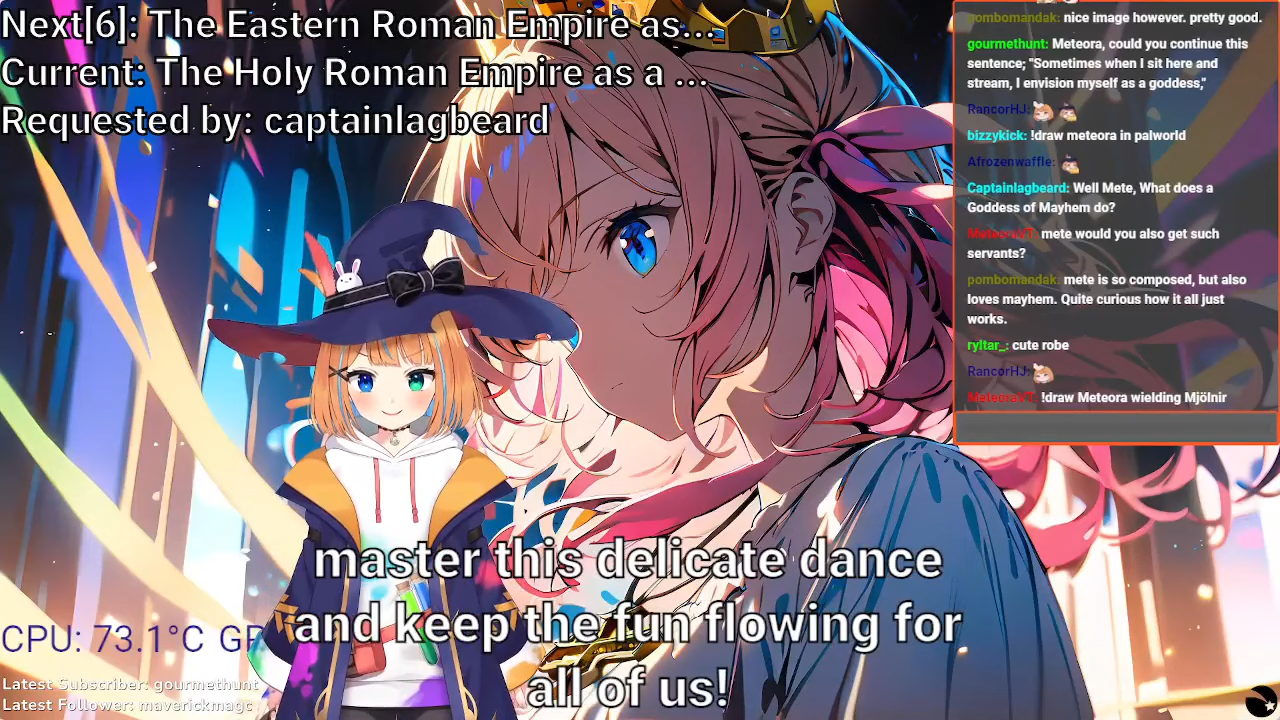 Next[6]: The Eastern Roman Empire as...
Current: The Holy Roman Empire as a ...
Requested by: captainlagbeard
pombomandak: nice image however. pretty good.
gourmethunt: Meteora, could you continue this
sentence; "Sometimes when I sit here and
stream, I envision myself as a goddess,"
RancorHJ:
bizzykick: !draw meteora in palworld
Afrozenwaffle:
Captainlagbeard: Well Mete, What does a
Goddess of Mayhem do?
MeteoraVT: mete would you also get such
servants?
pombomandak: mete is so composed, but also
loves mayhem. Quite curious how it all just
works.
ryltar_: cute robe
RancorHJ:
MeteoraVT: !draw Meteora wielding Mjölnir
master this delicate dance
and keep the fun flowing for
all of us!
CPU: 73.1°C GP
Latest Subscriber: gourmethunt
Latest Follower: maverickmagc